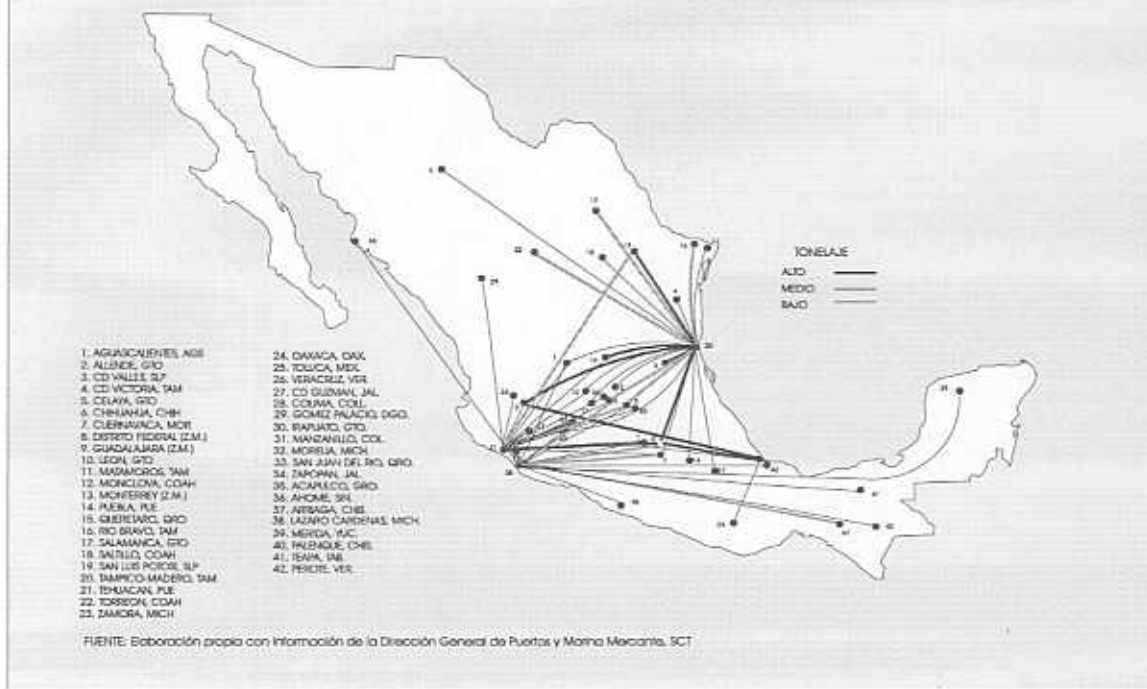 TONELAJE
ALTO
MEDIO
BAJO
1. AGUASCALIENTES, AGS
2. ALLENDE, GTO
3. CD VALLES, SLP
4. CD VICTORIA, TAM
5. CELAYA, GTO
6. CHIHUAHUA, CHIH
7. CUERNAVACA, MOR
8. DISTRITO FEDERAL (Z.M.)
9. GUADALAJARA (Z.M.)
10. LEON, GTO
11. MATAMOROS, TAM
12. MONCLOVA, COAH
13. MONTERREY (Z.M.)
14. PUEBLA, PUE
15. QUERETARO, QRO
16. RIO BRAVO, TAM
17. SALAMANCA, GTO
18. SALTILLO, COAH
19. SAN LUIS POTOSI, SLP
20. TAMPICO-MADERO, TAM
21. TEHUACAN, PUE
22. TORREON, COAH
23. ZAMORA, MICH
24. OAXACA, OAX.
25. TOLUCA, MEX.
26. VERACRUZ, VER.
27. CD GUZMAN, JAL.
28. COLIMA, COL.
29. GOMEZ PALACIO, DGO.
30. IRAPUATO, GTO.
31. MANZANILLO, COL.
32. MORELIA, MICH.
33. SAN JUAN DEL RIO, QRO.
34. ZAPOPAN, JAL.
35. ACAPULCO, GRO.
36. AHOME, SIN.
37. ARRIAGA, CHIS.
38. LAZARO CARDENAS, MICH.
39. MERIDA, YUC.
40. PALENQUE, CHIS.
41. TEAPA, TAB.
42. PEROTE, VER.
FUENTE: Elaboración propia con información de la Dirección General de Puertos y Marina Mercante, SCT